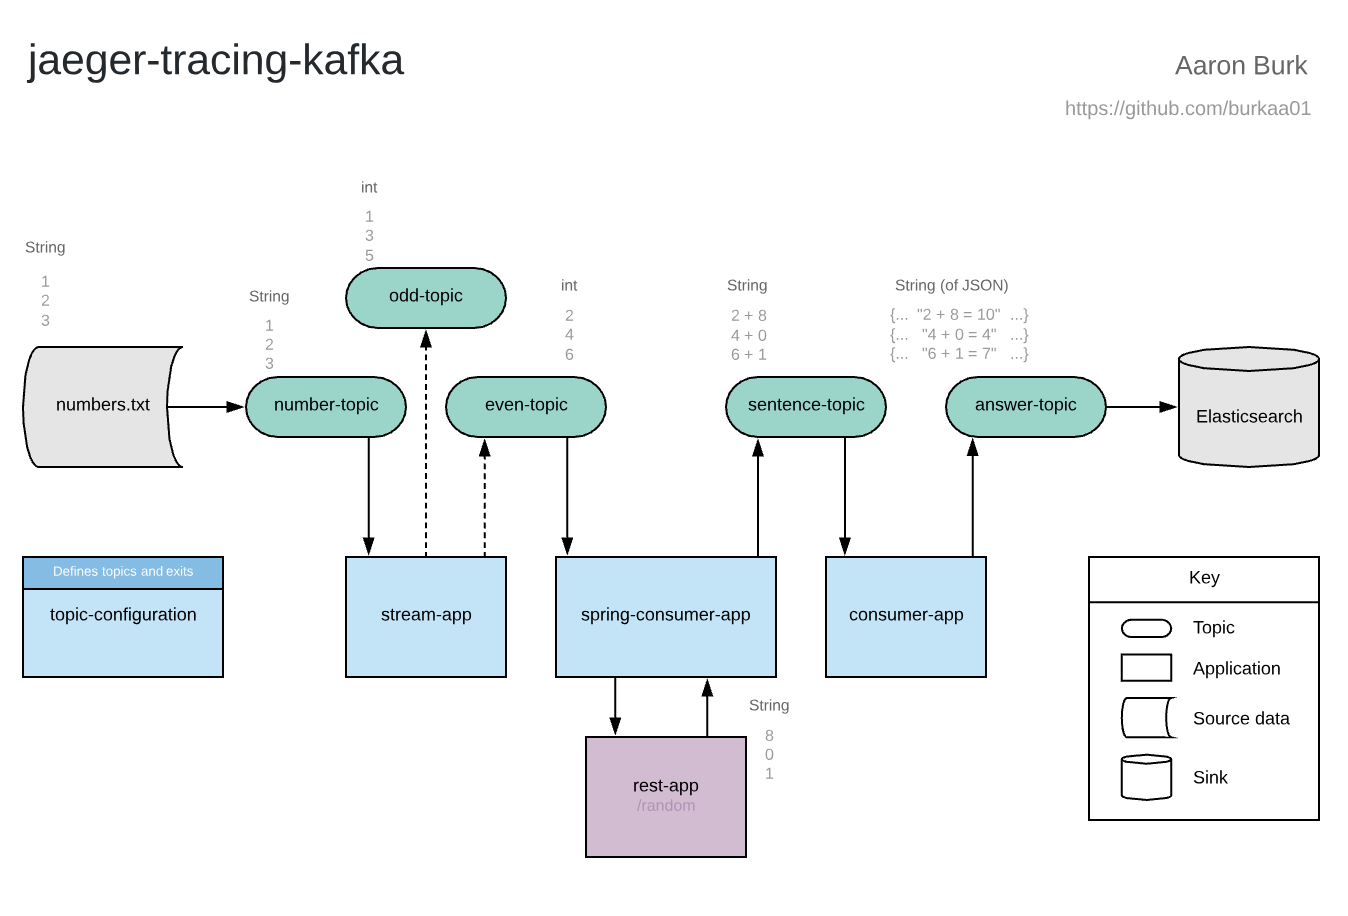 jaeger-tracing-kafka
Aaron Burk
https://github.com/burkaa01
String
1
2
3
numbers.txt
String
1
2
3
number-topic
int
1
3
5
odd-topic
int
2
4
6
even-topic
String
2 + 8
4 + 0
6 + 1
sentence-topic
String (of JSON)
{... "2 + 8 = 10" ...}
{... "4 + 0 = 4" ...}
{... "6 + 1 = 7" ...}
answer-topic
Elasticsearch
Defines topics and exits
topic-configuration
stream-app
spring-consumer-app
consumer-app
String
8
0
1
rest-app
/random
Key
Topic
Application
Source data
Sink